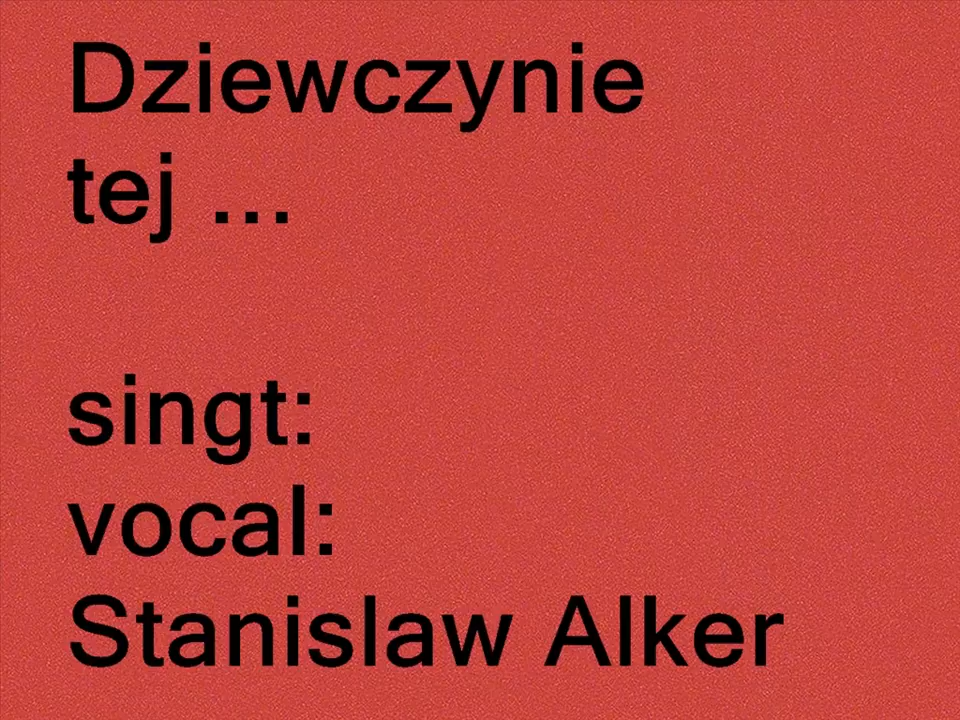 Dziewczynie
tej ...
singt:
vocal:
Stanislaw Alker